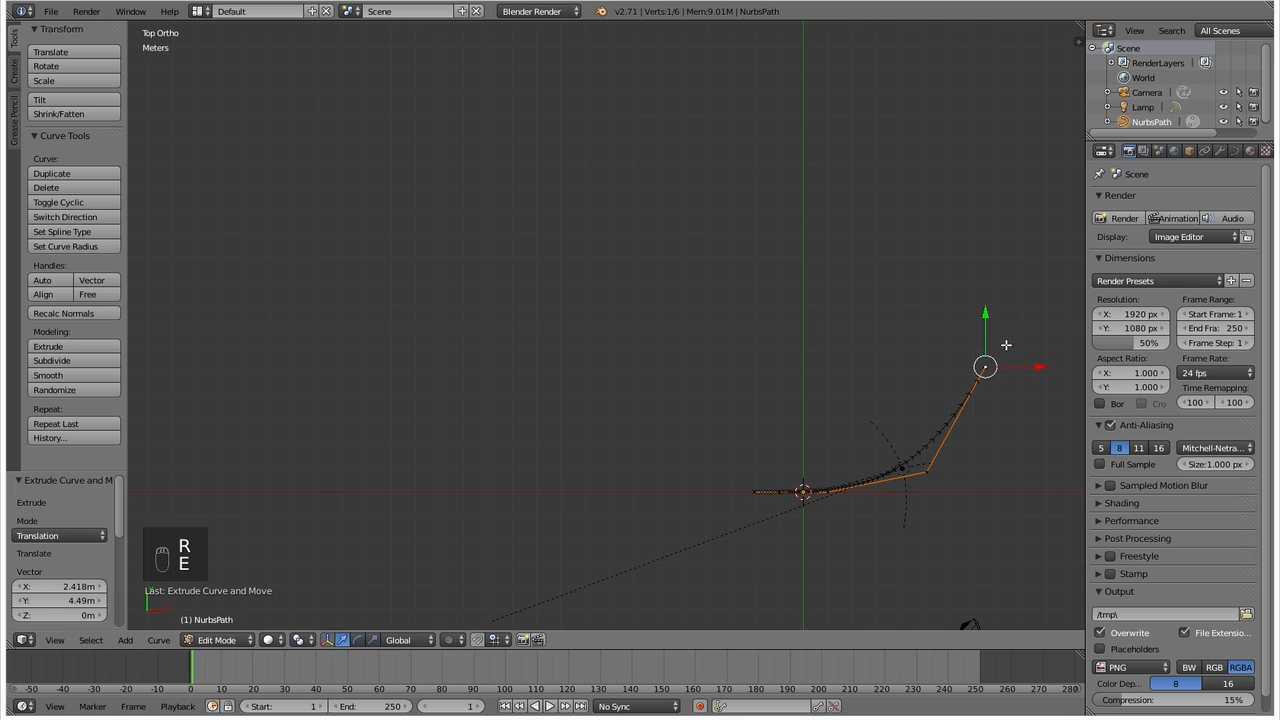 File Render Window Help Default Scene Blender Render v2.71 | Verts:1/6 | Mem:9.01M | NurbsPath
Tools
Create
Grease Pencil
Transform
Translate
Rotate
Scale
Tilt
Shrink/Fatten
Curve Tools
Curve:
Duplicate
Delete
Toggle Cyclic
Switch Direction
Set Spline Type
Set Curve Radius
Handles:
Auto Vector
Align Free
Recalc Normals
Modeling:
Extrude
Subdivide
Smooth
Randomize
Repeat:
Repeat Last
History...
Extrude Curve and M
Extrude
Mode
Translation
Translate
Vector
X: 2.418m
Y: 4.49m
Z: 0m
Top Ortho
Meters
R
E
Last: Extrude Curve and Move
(1) NurbsPath
View Select Add Curve Edit Mode Global
-50 -40 -30 -20 -10 0 10 20 30 40 50 60 70 80 90 100 110 120 130 140 150 160 170 180 190 200 210 220 230 240 250 260 270 280
View Marker Frame Playback Start: 1 End: 250 1 No Sync
View Search All Scenes
Scene
RenderLayers
World
Camera
Lamp
NurbsPath
Scene
Render
Render Animation Audio
Display: Image Editor
Dimensions
Render Presets
Resolution: Frame Range:
X: 1920 px Start Frame: 1
Y: 1080 px End Fra: 250
50% Frame Step: 1
Aspect Ratio: Frame Rate:
X: 1.000 24 fps
Y: 1.000 Time Remapping:
Bor Cro 100 100
Anti-Aliasing
5 8 11 16 Mitchell-Netra...
Full Sample Size:1.000 px
Sampled Motion Blur
Shading
Performance
Post Processing
Freestyle
Stamp
Output
/tmp\
Overwrite File Extensio...
Placeholders
PNG BW RGB RGBA
Color Dep... 8 16
Compression: 15%